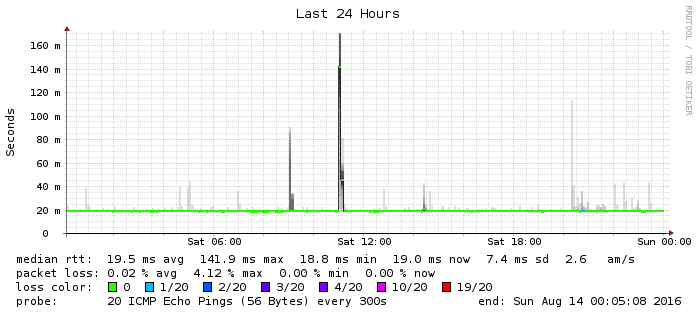 Last 24 Hours
RRDTOOL / TOBI OETIKER
Seconds
160 m
140 m
120 m
100 m
80 m
60 m
40 m
20 m
0
Sat 06:00 Sat 12:00 Sat 18:00 Sun 00:00
median rtt: 19.5 ms avg 141.9 ms max 18.8 ms min 19.0 ms now 7.4 ms sd 2.6 am/s
packet loss: 0.02 % avg 4.12 % max 0.00 % min 0.00 % now
loss color: 0 1/20 2/20 3/20 4/20 10/20 19/20
probe: 20 ICMP Echo Pings (56 Bytes) every 300s end: Sun Aug 14 00:05:08 2016